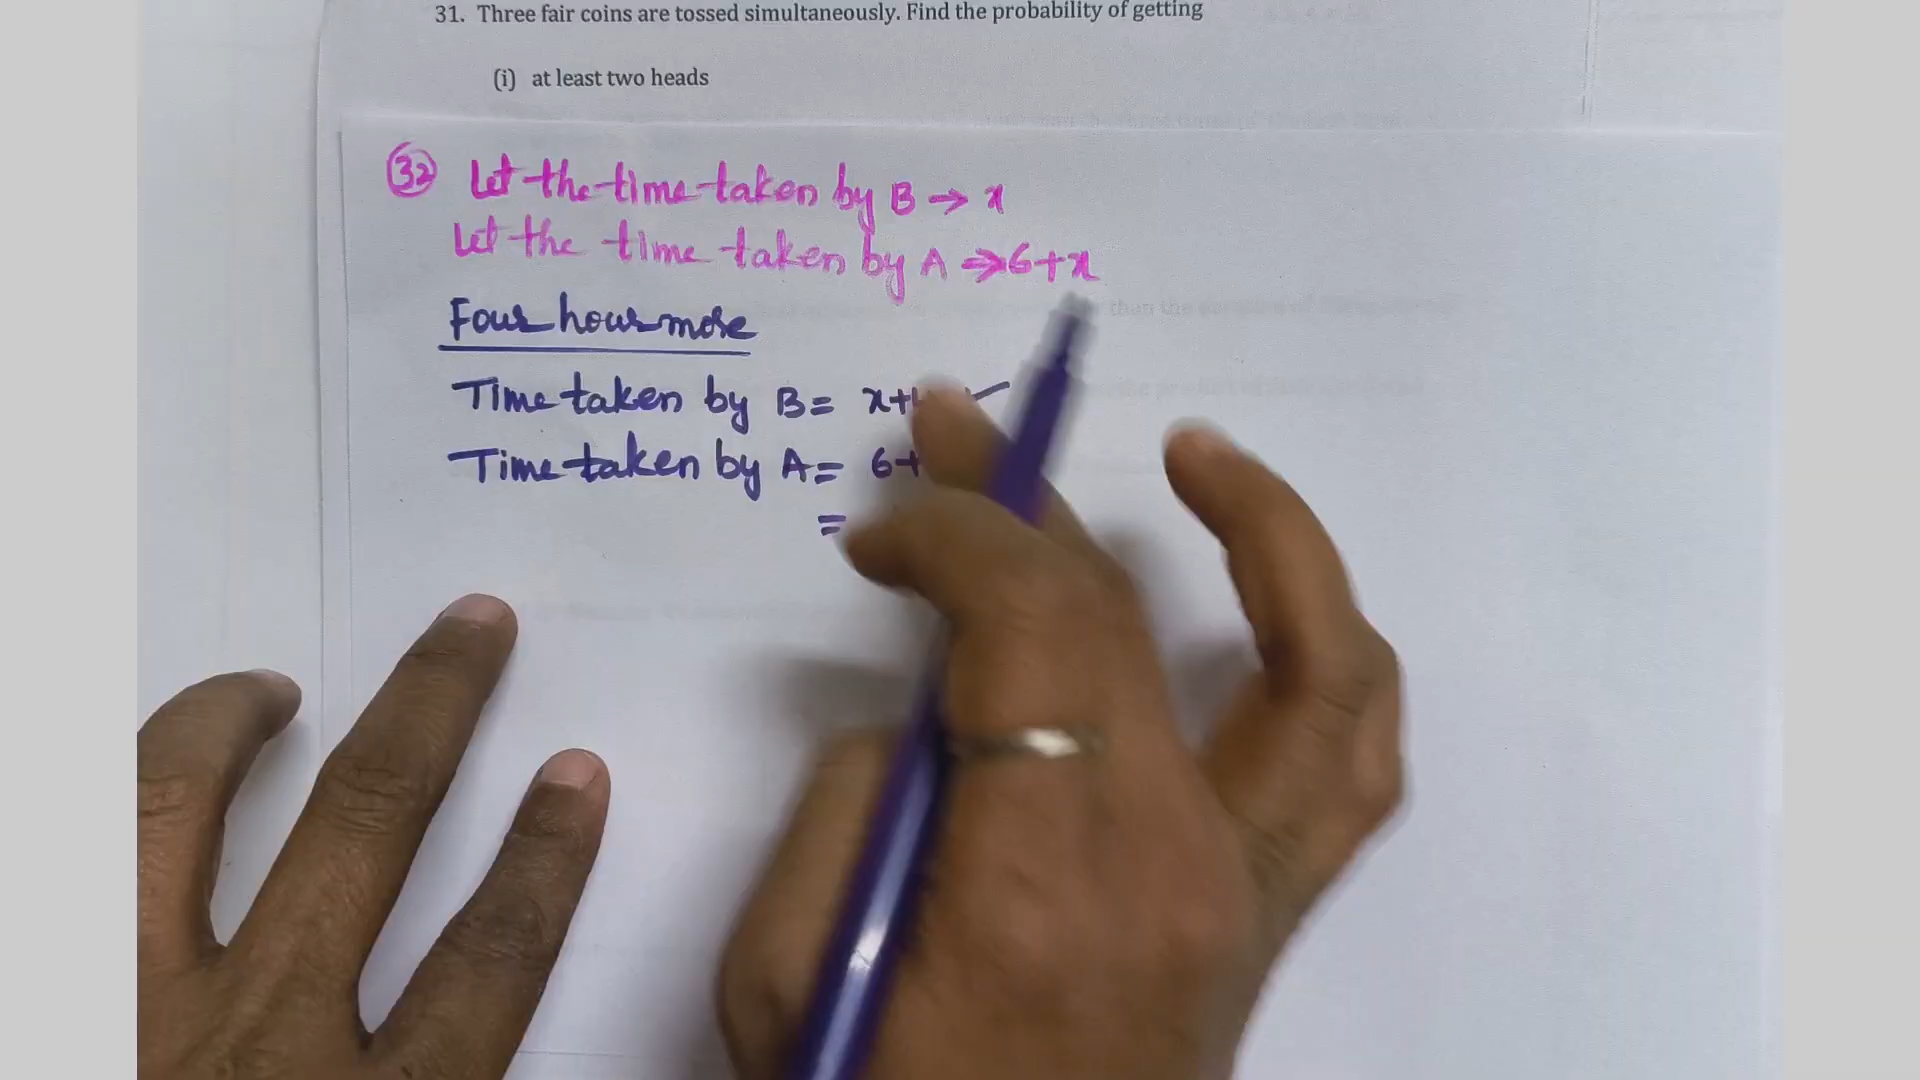 31. Three fair coins are tossed simultaneously. Find the probability of getting
(i) at least two heads
32 Let the time taken by B → x
Let the time taken by A ⇒ 6+x
Four hour more
Time taken by B = x+4
Time taken by A = 6+
=